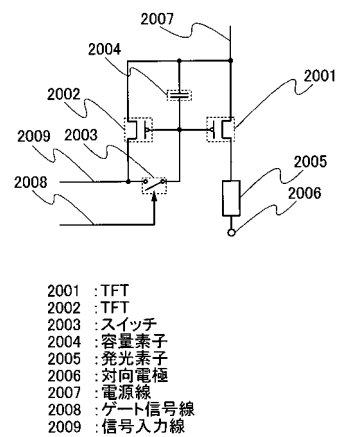 2007
2004
2001
2002
2003
2009
2005
2008
2006
2001 :TFT
2002 :TFT
2003 :スイッチ
2004 :容量素子
2005 :発光素子
2006 :対向電極
2007 :電源線
2008 :ゲート信号線
2009 :信号入力線